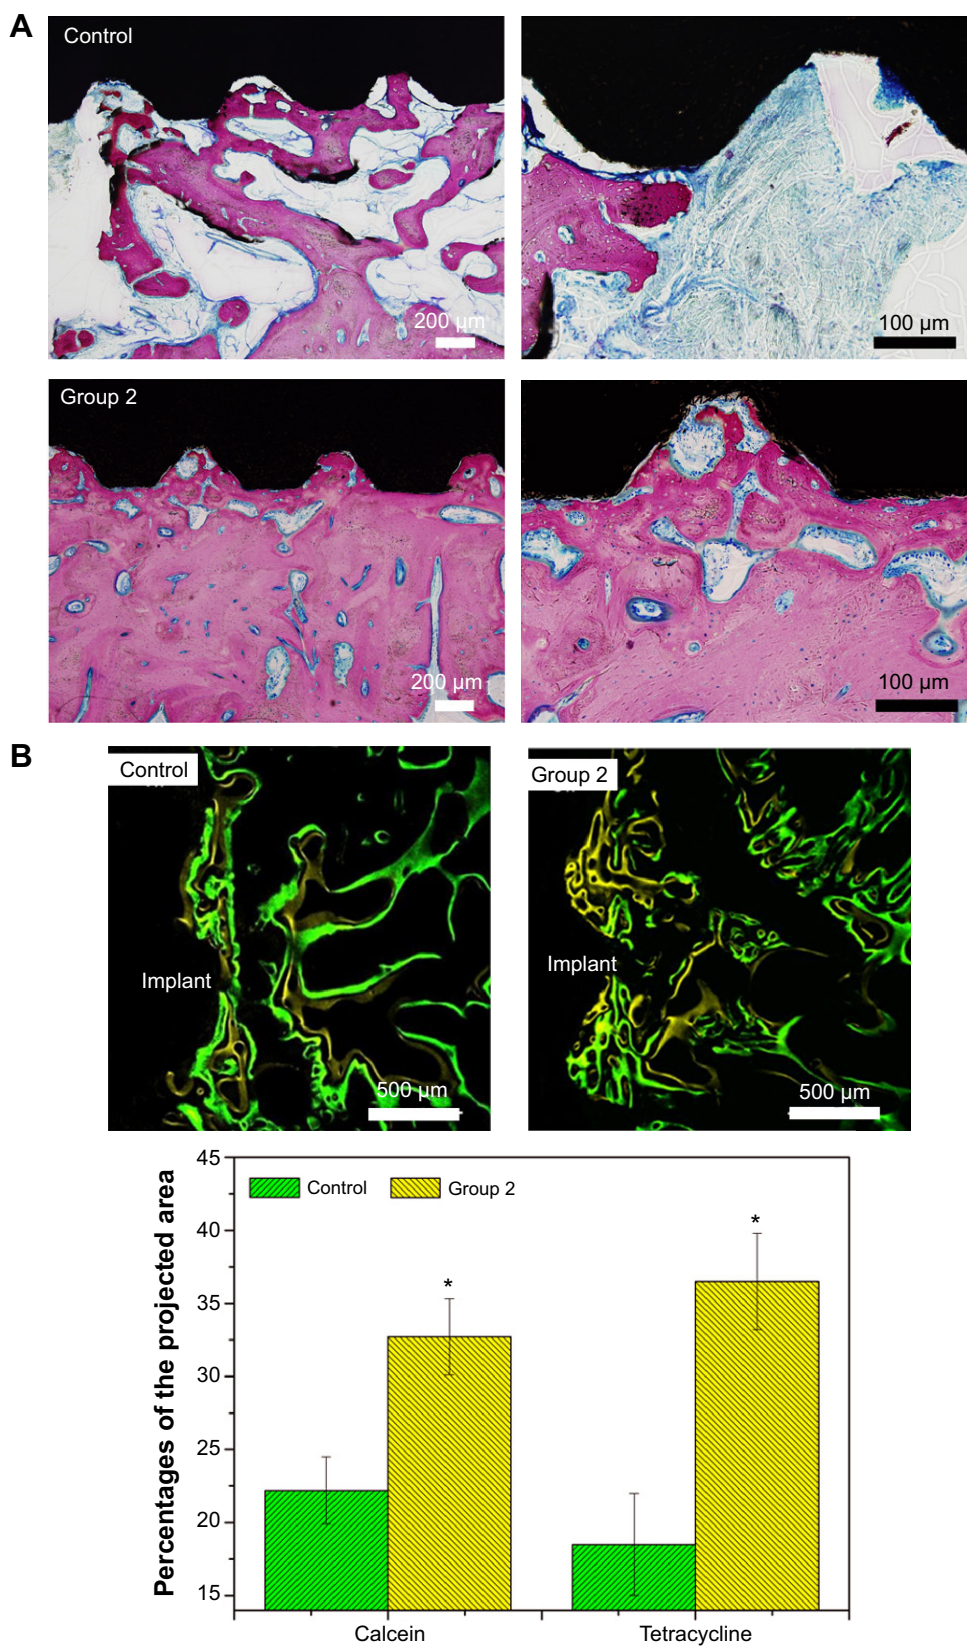 A
Control
200 µm
100 µm
Group 2
200 µm
100 µm
B
Control
Group 2
Implant
Implant
500 µm
500 µm
Percentages of the projected area
45
40
35
30
25
20
15
Control
Group 2
*
*
Calcein
Tetracycline